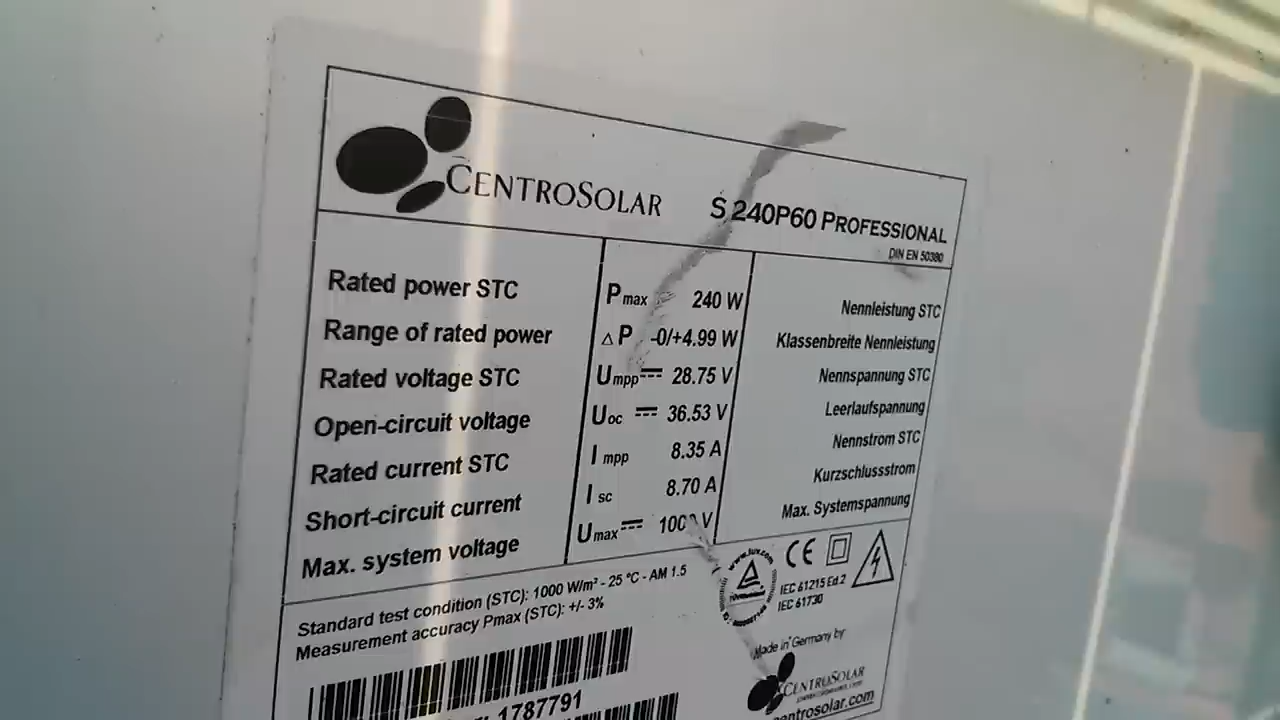 CENTROSOLAR
S 240P60 PROFESSIONAL
DIN EN 50380
Rated power STC Pmax 240 W Nennleistung STC
Range of rated power △P -0/+4.99 W Klassenbreite Nennleistung
Rated voltage STC Umpp 28.75 V Nennspannung STC
Open-circuit voltage Uoc 36.53 V Leerlaufspannung
Rated current STC Impp 8.35 A Nennstrom STC
Short-circuit current Isc 8.70 A Kurzschlussstrom
Max. system voltage Umax V Max. Systemspannung
Standard test condition (STC): 1000 W/m² - 25 °C - AM 1.5
Measurement accuracy Pmax (STC): +/- 3%
CE
IEC 61215 Ed.2
IEC 61730
Made in Germany by
CENTROSOLAR
1787791